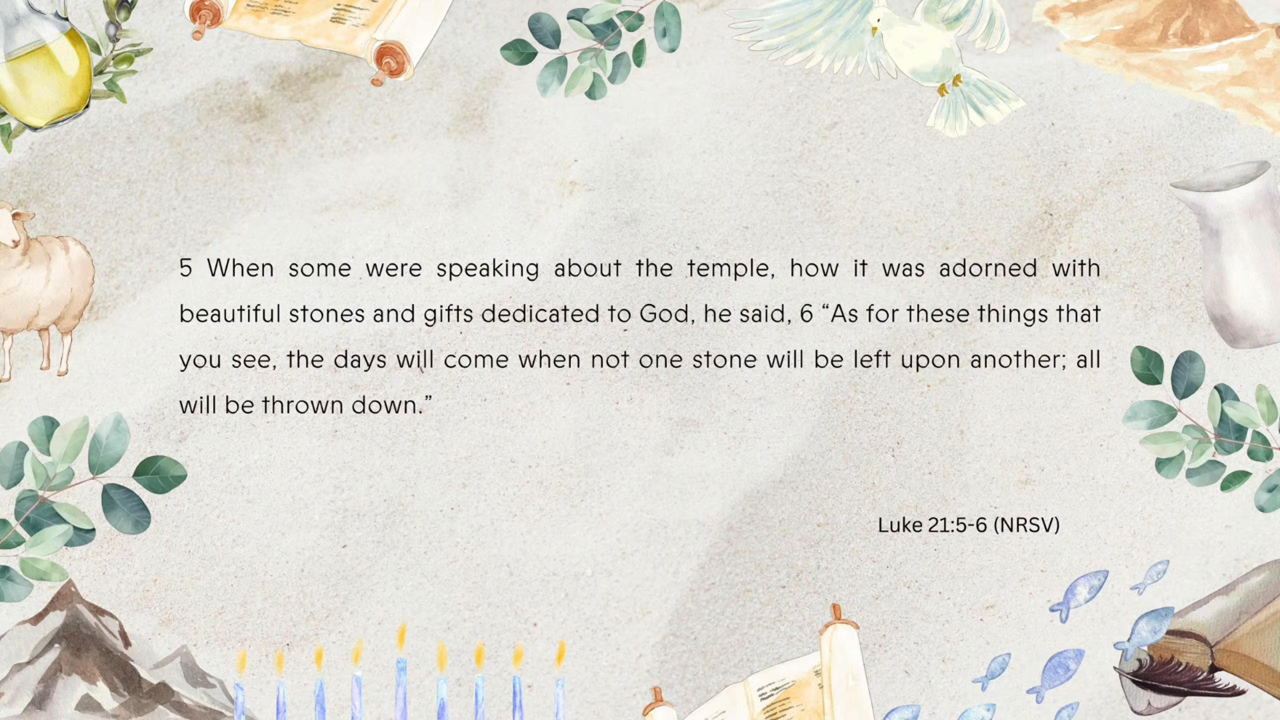 5 When some were speaking about the temple, how it was adorned with
beautiful stones and gifts dedicated to God, he said, 6 “As for these things that
you see, the days will come when not one stone will be left upon another; all
will be thrown down.”
Luke 21:5-6 (NRSV)